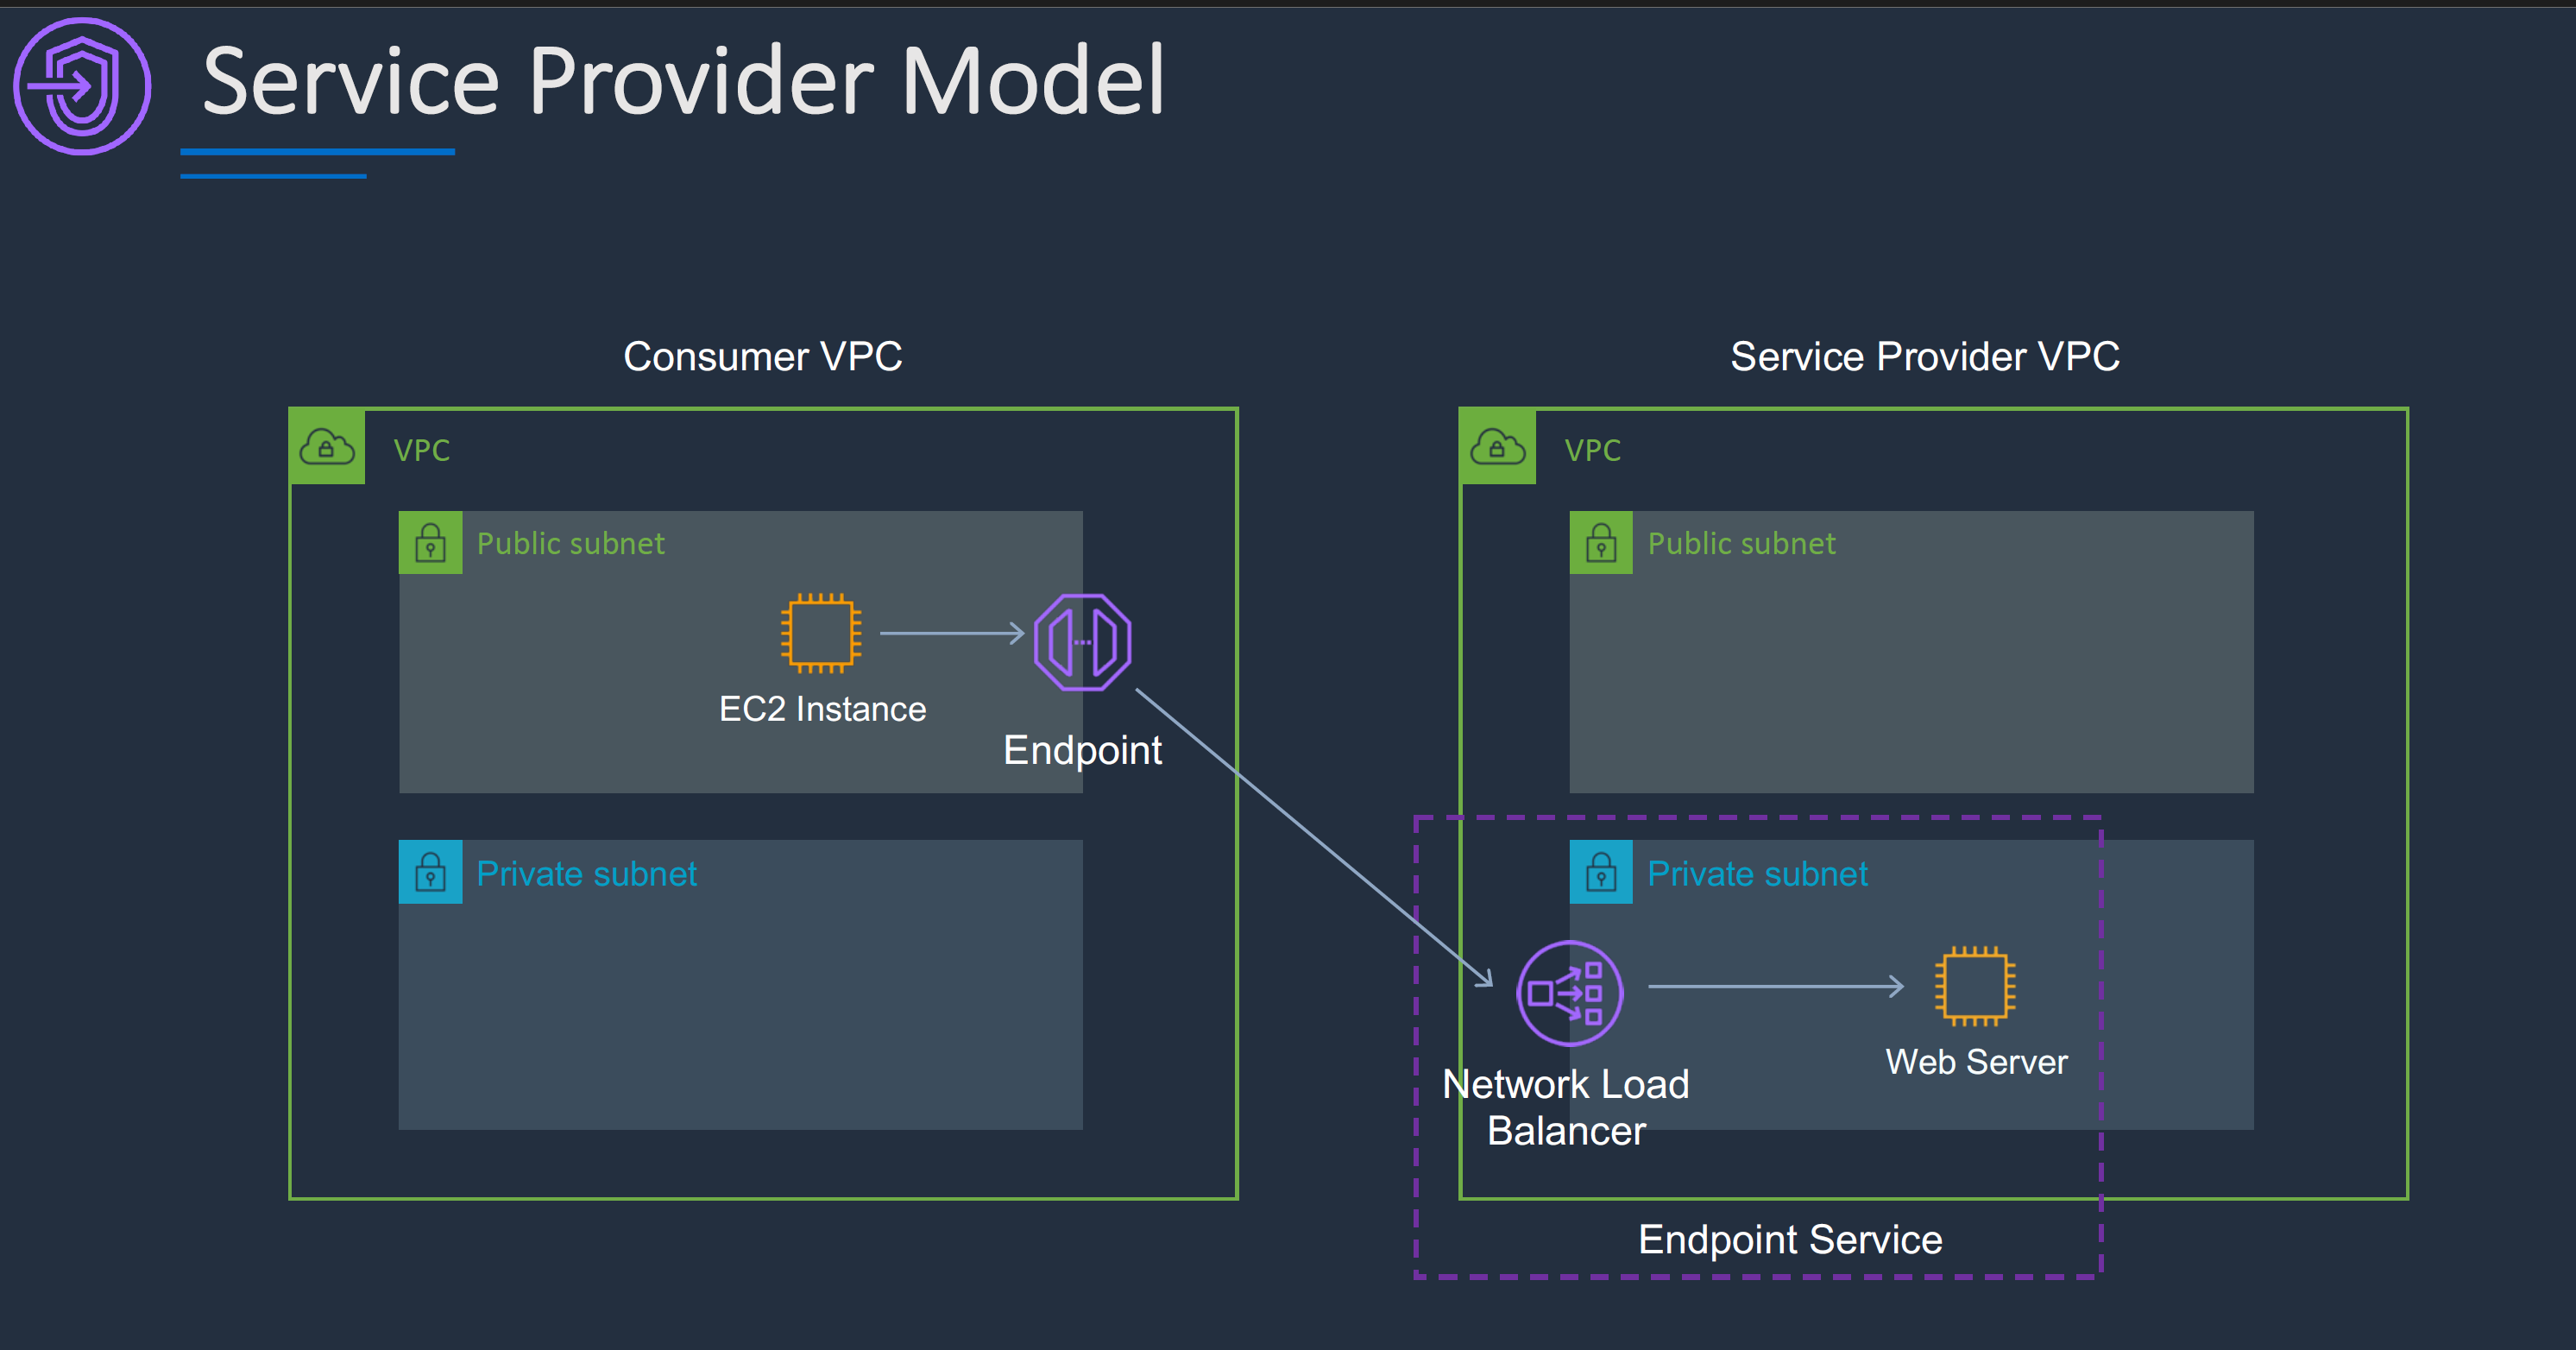 Service Provider Model
Consumer VPC
VPC
Public subnet
EC2 Instance
Endpoint
Private subnet
Service Provider VPC
VPC
Public subnet
Private subnet
Network Load
Balancer
Web Server
Endpoint Service